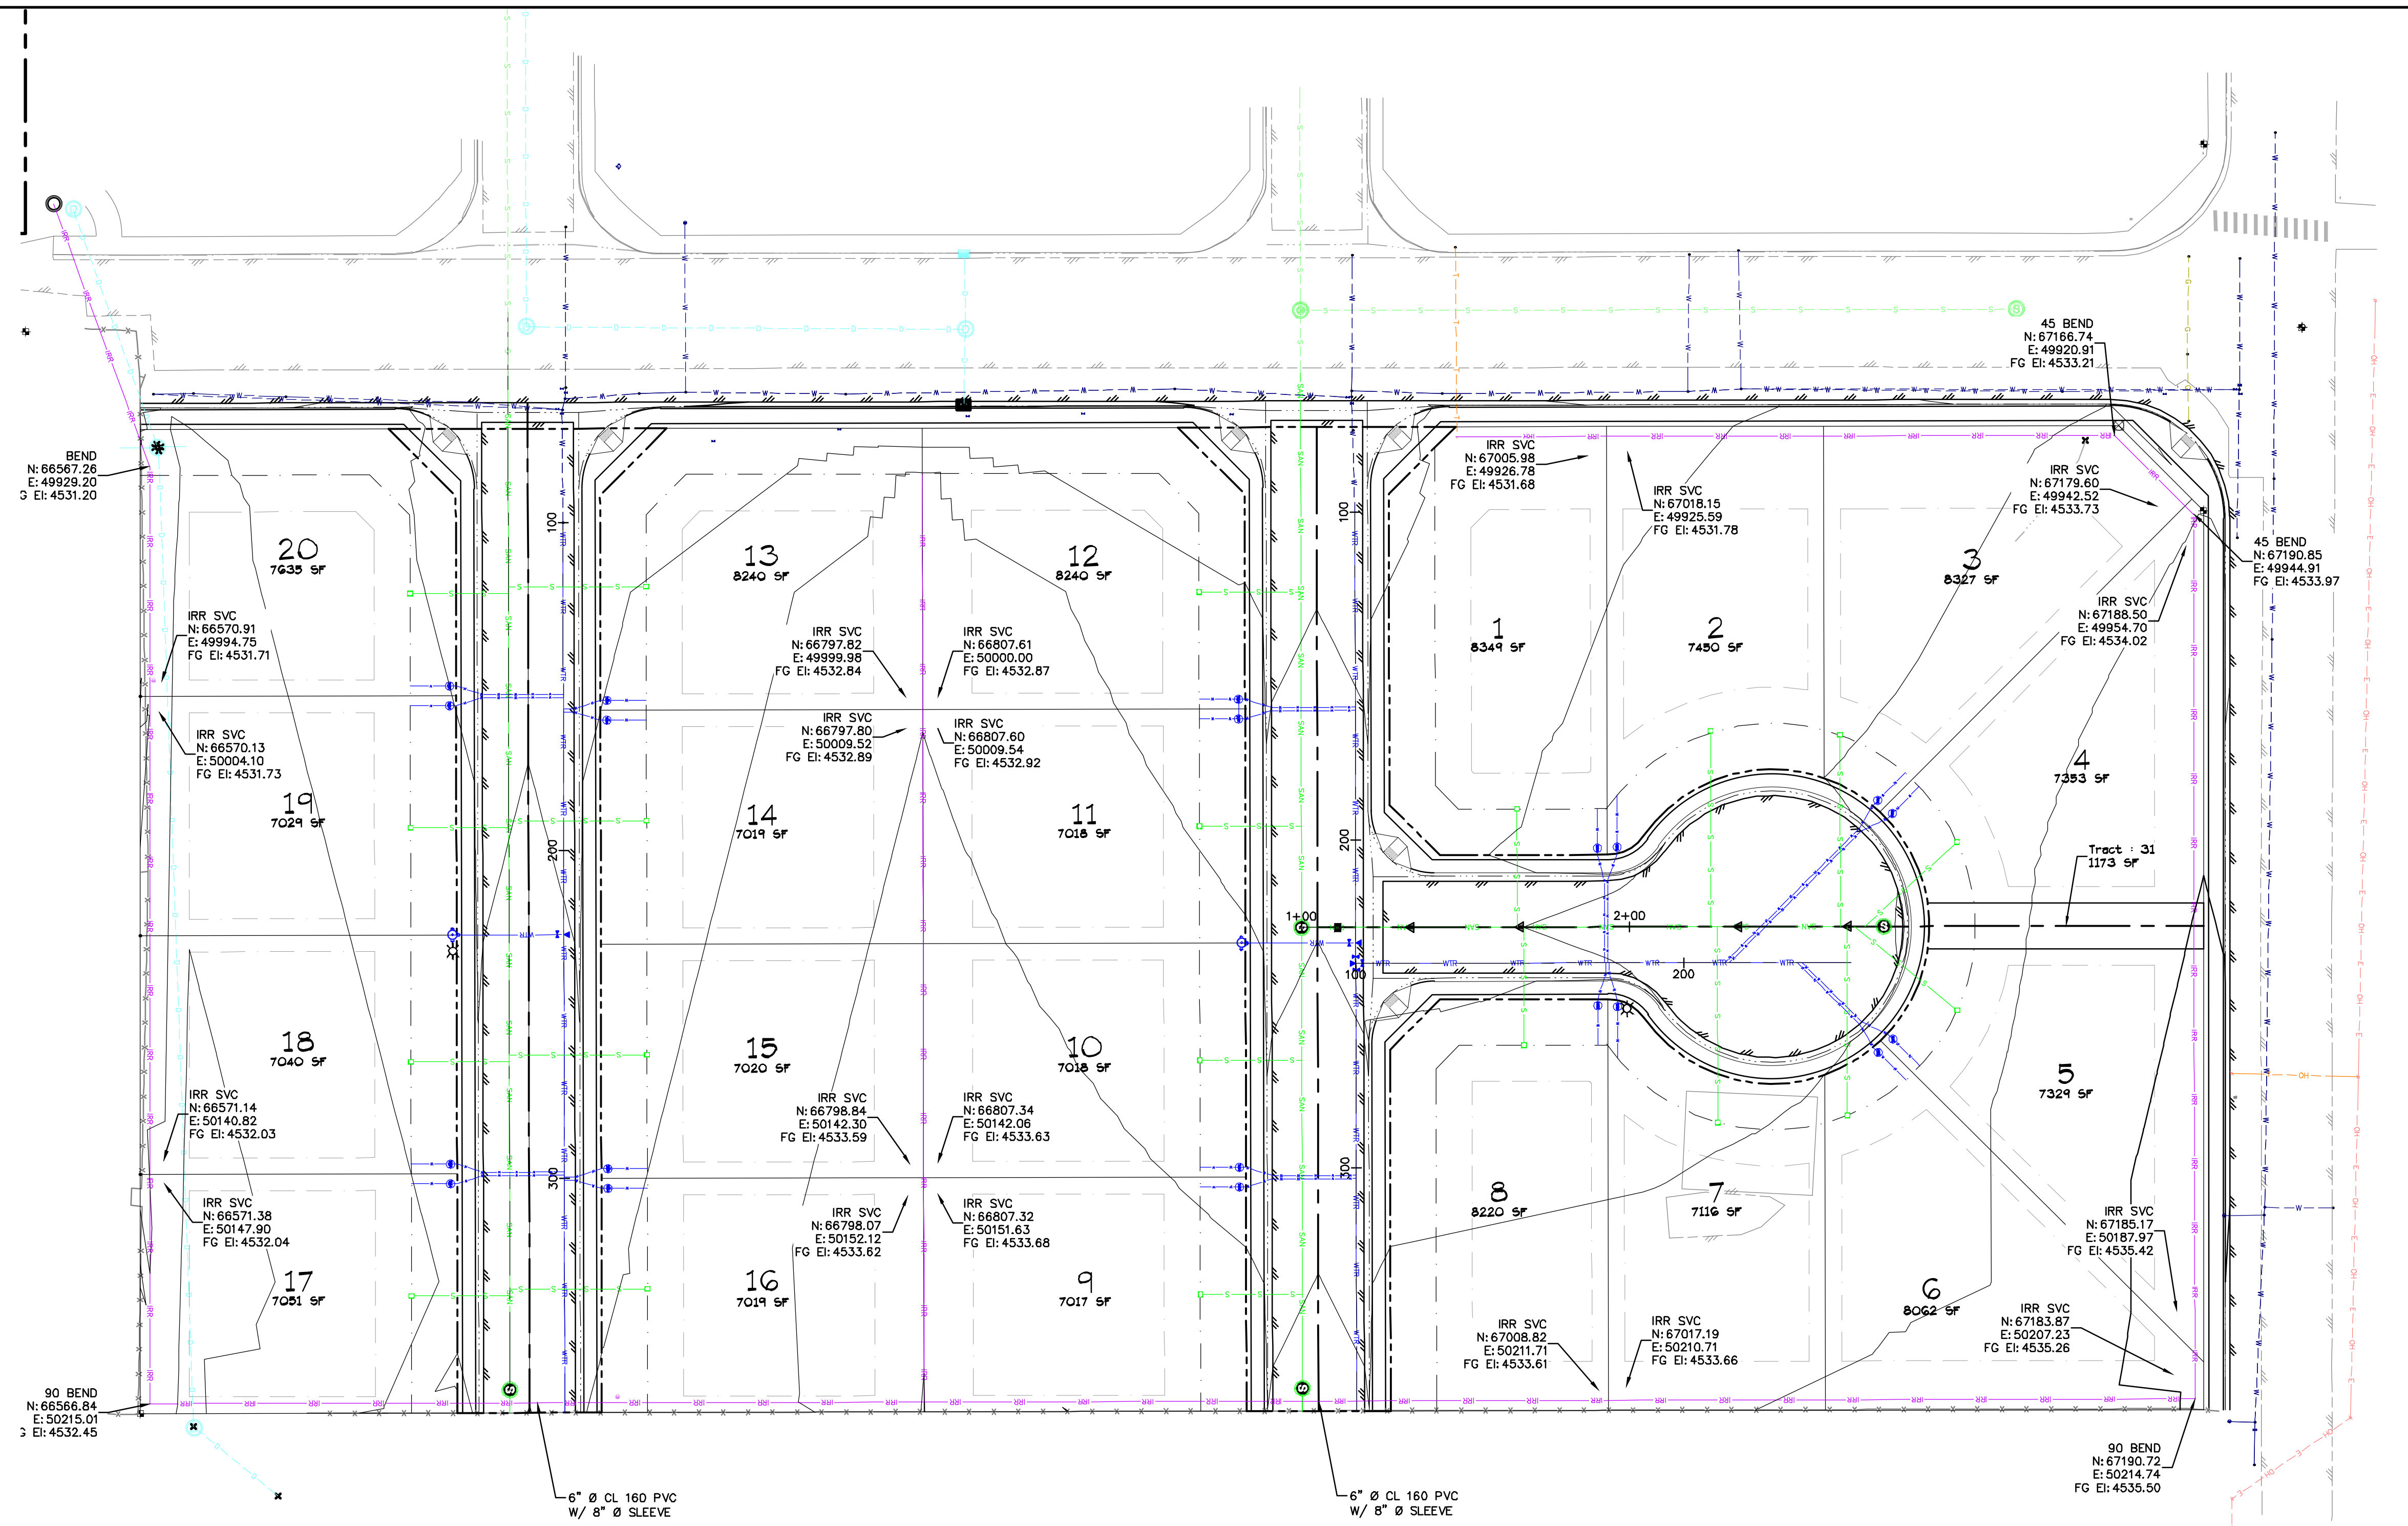 45 BEND
N: 67166.74
E: 49920.91
FG El: 4533.21
BEND
N: 66567.26
E: 49929.20
G El: 4531.20
IRR SVC
N: 67005.98
E: 49926.78
FG El: 4531.68
IRR SVC
N: 67018.15
E: 49925.59
FG El: 4531.78
IRR SVC
N: 67179.60
E: 49942.52
FG El: 4533.73
45 BEND
N: 67190.85
E: 49944.91
FG El: 4533.97
IRR SVC
N: 67188.50
E: 49954.70
FG El: 4534.02
20
7635 SF
13
8240 SF
12
8240 SF
1
8349 SF
2
7450 SF
3
8327 SF
100
100
IRR SVC
N: 66570.91
E: 49994.75
FG El: 4531.71
IRR SVC
N: 66797.82
E: 49999.98
FG El: 4532.84
IRR SVC
N: 66807.61
E: 50000.00
FG El: 4532.87
IRR SVC
N: 66570.13
E: 50004.10
FG El: 4531.73
IRR SVC
N: 66797.80
E: 50009.52
FG El: 4532.89
IRR SVC
N: 66807.60
E: 50009.54
FG El: 4532.92
19
7029 SF
14
7019 SF
11
7018 SF
4
7353 SF
200
200
Tract : 31
1173 SF
1+00
2+00
100
200
18
7040 SF
15
7020 SF
10
7018 SF
5
7329 SF
IRR SVC
N: 66571.14
E: 50140.82
FG El: 4532.03
IRR SVC
N: 66798.84
E: 50142.30
FG El: 4533.59
IRR SVC
N: 66807.34
E: 50142.06
FG El: 4533.63
300
300
IRR SVC
N: 66571.38
E: 50147.90
FG El: 4532.04
IRR SVC
N: 66798.07
E: 50152.12
FG El: 4533.62
IRR SVC
N: 66807.32
E: 50151.63
FG El: 4533.68
17
7051 SF
16
7019 SF
9
7017 SF
8
8220 SF
7
7116 SF
6
8062 SF
IRR SVC
N: 67185.17
E: 50187.97
FG El: 4535.42
IRR SVC
N: 67008.82
E: 50211.71
FG El: 4533.61
IRR SVC
N: 67017.19
E: 50210.71
FG El: 4533.66
IRR SVC
N: 67183.87
E: 50207.23
FG El: 4535.26
90 BEND
N: 66566.84
E: 50215.01
G El: 4532.45
90 BEND
N: 67190.72
E: 50214.74
FG El: 4535.50
6" Ø CL 160 PVC
W/ 8" Ø SLEEVE
6" Ø CL 160 PVC
W/ 8" Ø SLEEVE